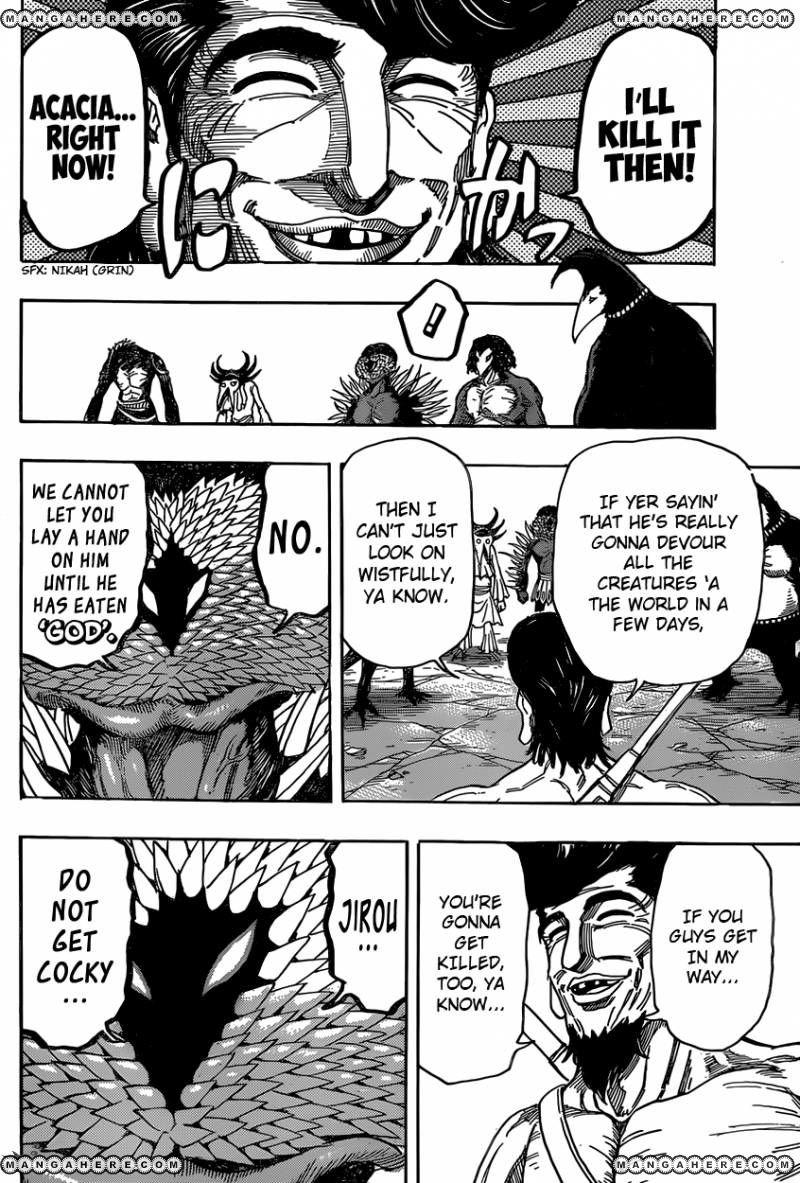 MANGAHERE.COM
MANGAHERE.COM
I'LL
KILL IT
THEN!
ACACIA...
RIGHT
NOW!
ニカっ
SFX: NIKAH (GRIN)
!
IF YER SAYIN'
THAT HE'S REALLY
GONNA DEVOUR
ALL THE
CREATURES 'A
THE WORLD IN A
FEW DAYS,
THEN I
CAN'T JUST
LOOK ON
WISTFULLY,
YA KNOW.
NO.
WE CANNOT
LET YOU
LAY A HAND
ON HIM
UNTIL HE
HAS EATEN
'GOD'.
IF YOU
GUYS GET
IN MY
WAY...
YOU'RE
GONNA
GET
KILLED,
TOO, YA
KNOW...
JIROU
...
DO
NOT
GET
COCKY
...
MANGAHERE.COM
MANGAHERE.COM